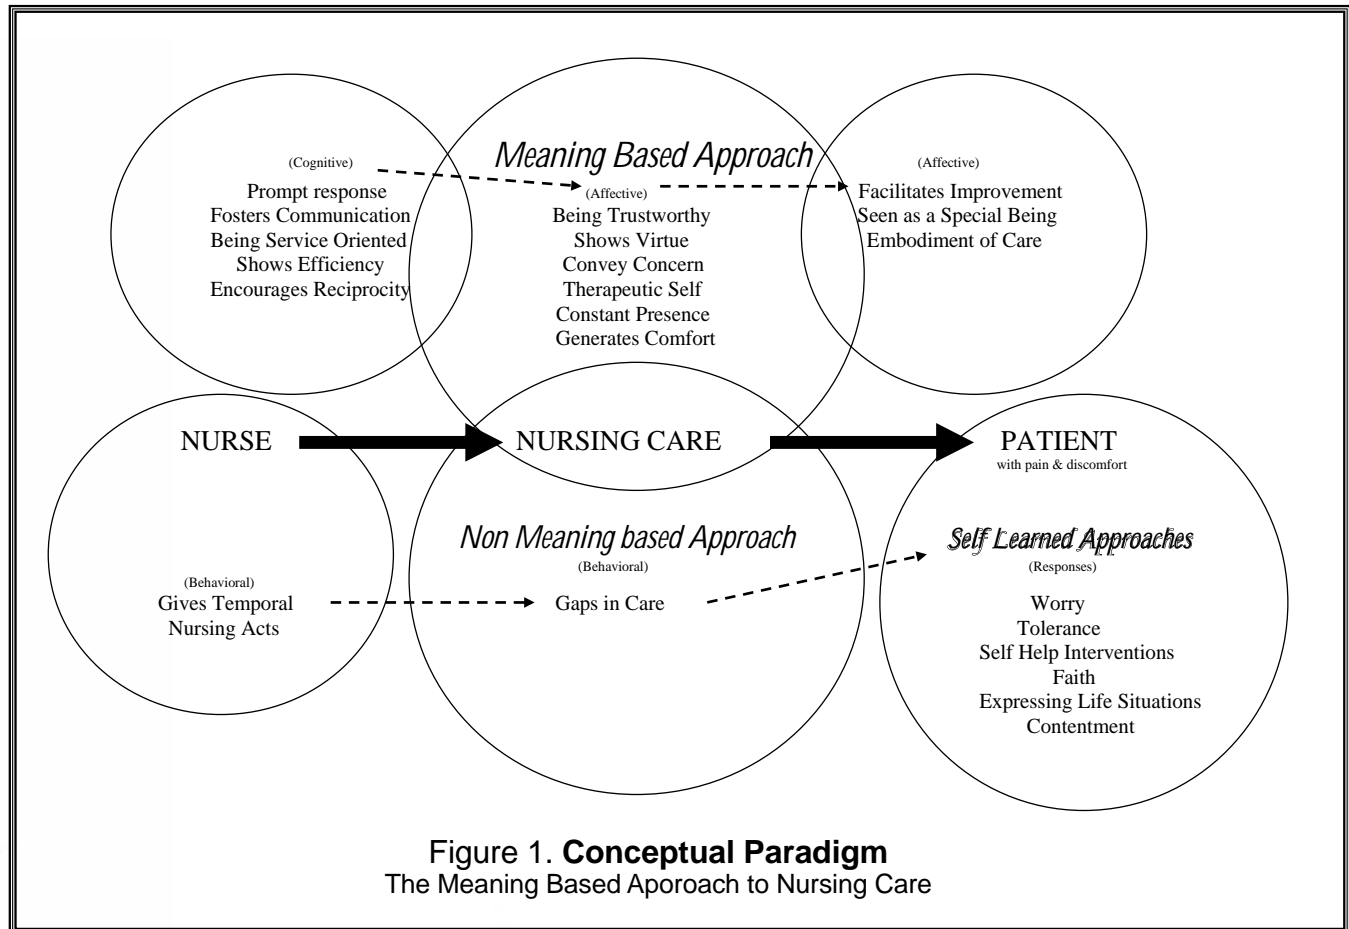 (Cognitive)
Prompt response
Fosters Communication
Being Service Oriented
Shows Efficiency
Encourages Reciprocity
Meaning Based Approach
(Affective)
Being Trustworthy
Shows Virtue
Convey Concern
Therapeutic Self
Constant Presence
Generates Comfort
(Affective)
Facilitates Improvement
Seen as a Special Being
Embodiment of Care
NURSE
NURSING CARE
PATIENT
with pain & discomfort
(Behavioral)
Gives Temporal
Nursing Acts
Non Meaning based Approach
(Behavioral)
Gaps in Care
Self Learned Approaches
(Responses)
Worry
Tolerance
Self Help Interventions
Faith
Expressing Life Situations
Contentment
Figure 1. Conceptual Paradigm
The Meaning Based Aporoach to Nursing Care